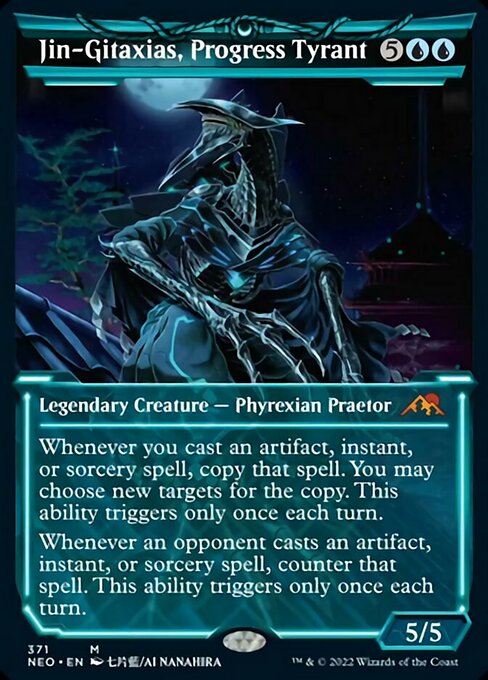 Jin-Gitaxias, Progress Tyrant 5
Legendary Creature — Phyrexian Praetor
Whenever you cast an artifact, instant,
or sorcery spell, copy that spell. You may
choose new targets for the copy. This
ability triggers only once each turn.
Whenever an opponent casts an artifact,
instant, or sorcery spell, counter that
spell. This ability triggers only once each
turn.
5/5
371 M
NEO • EN 七片藍/AI NANAHIRA
™ & © 2022 Wizards of the Coast